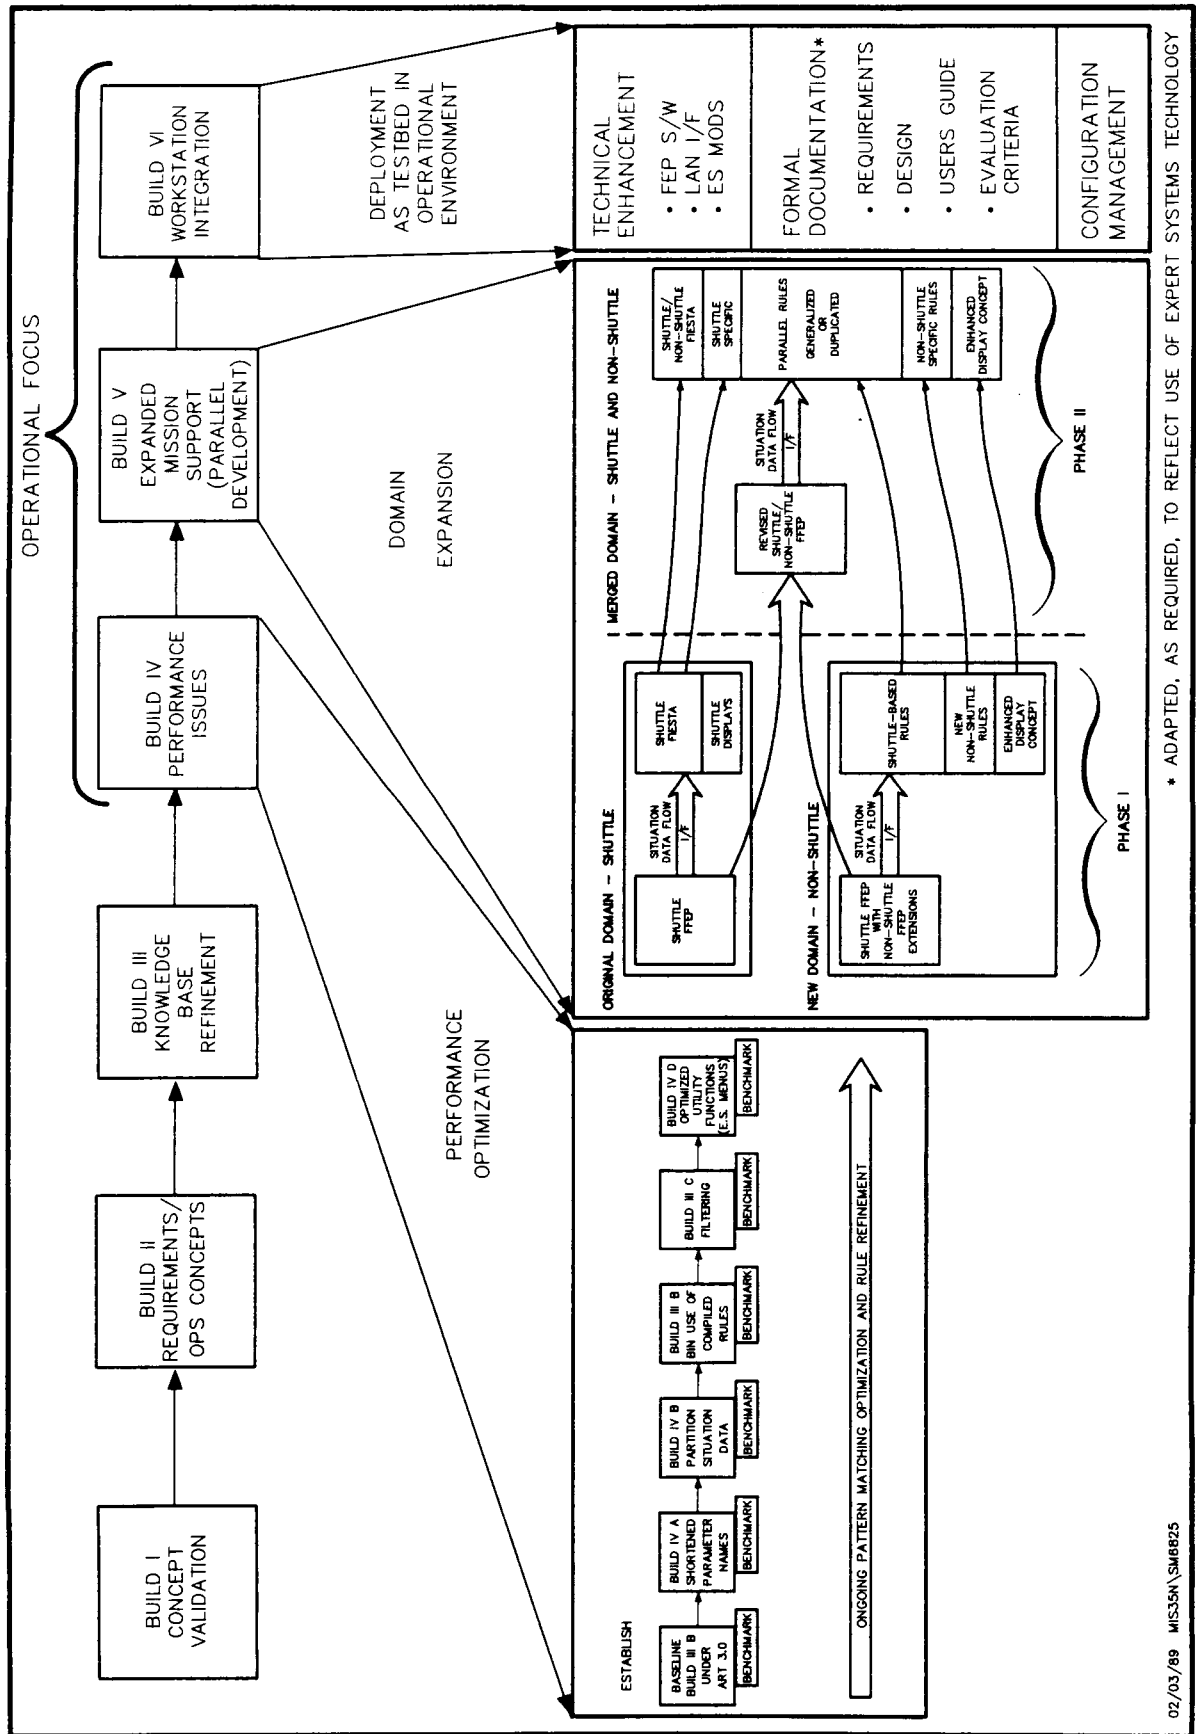 OPERATIONAL FOCUS
BUILD I
CONCEPT
VALIDATION
BUILD II
REQUIREMENTS/
OPS CONCEPTS
BUILD III
KNOWLEDGE
BASE
REFINEMENT
BUILD IV
PERFORMANCE
ISSUES
BUILD V
EXPANDED
MISSION
SUPPORT
(PARALLEL
DEVELOPMENT)
BUILD VI
WORKSTATION
INTEGRATION
PERFORMANCE
OPTIMIZATION
DOMAIN
EXPANSION
DEPLOYMENT
AS TESTBED IN
OPERATIONAL
ENVIRONMENT
ESTABLISH
BASELINE
BUILD III B
UNDER
ART 3.0
BENCHMARK
BUILD IV A
SHORTENED
PARAMETER
NAMES
BENCHMARK
BUILD IV B
PARTITION
SITUATION
DATA
BENCHMARK
BUILD III B
BIN USE OF
COMPILED
RULES
BENCHMARK
BUILD III C
FILTERING
BENCHMARK
BUILD IV D
OPTIMIZED
UTILITY
FUNCTIONS
(E.S. MENUS)
BENCHMARK
ONGOING PATTERN MATCHING OPTIMIZATION AND RULE REFINEMENT
ORIGINAL DOMAIN - SHUTTLE
SHUTTLE
FFEP
SITUATION
DATA FLOW
I/F
SHUTTLE
FIESTA
SHUTTLE
DISPLAYS
NEW DOMAIN - NON-SHUTTLE
SHUTTLE FFEP
WITH
NON-SHUTTLE
FFEP
EXTENSIONS
SITUATION
DATA FLOW
I/F
SHUTTLE-BASED
RULES
NEW
NON-SHUTTLE
RULES
ENHANCED
DISPLAY
CONCEPT
PHASE I
MERGED DOMAIN - SHUTTLE AND NON-SHUTTLE
REVISED
SHUTTLE/
NON-SHUTTLE
FFEP
SITUATION
DATA FLOW
I/F
SHUTTLE/
NON-SHUTTLE
FIESTA
SHUTTLE
SPECIFIC
PARALLEL RULES
GENERALIZED
OR
DUPLICATED
NON-SHUTTLE
SPECIFIC RULES
ENHANCED
DISPLAY CONCEPT
PHASE II
TECHNICAL
ENHANCEMENT
• FEP S/W
• LAN I/F
• ES MODS
FORMAL
DOCUMENTATION*
• REQUIREMENTS
• DESIGN
• USERS GUIDE
• EVALUATION
CRITERIA
CONFIGURATION
MANAGEMENT
* ADAPTED, AS REQUIRED, TO REFLECT USE OF EXPERT SYSTEMS TECHNOLOGY
02/03/89 MIS35N\SM6825